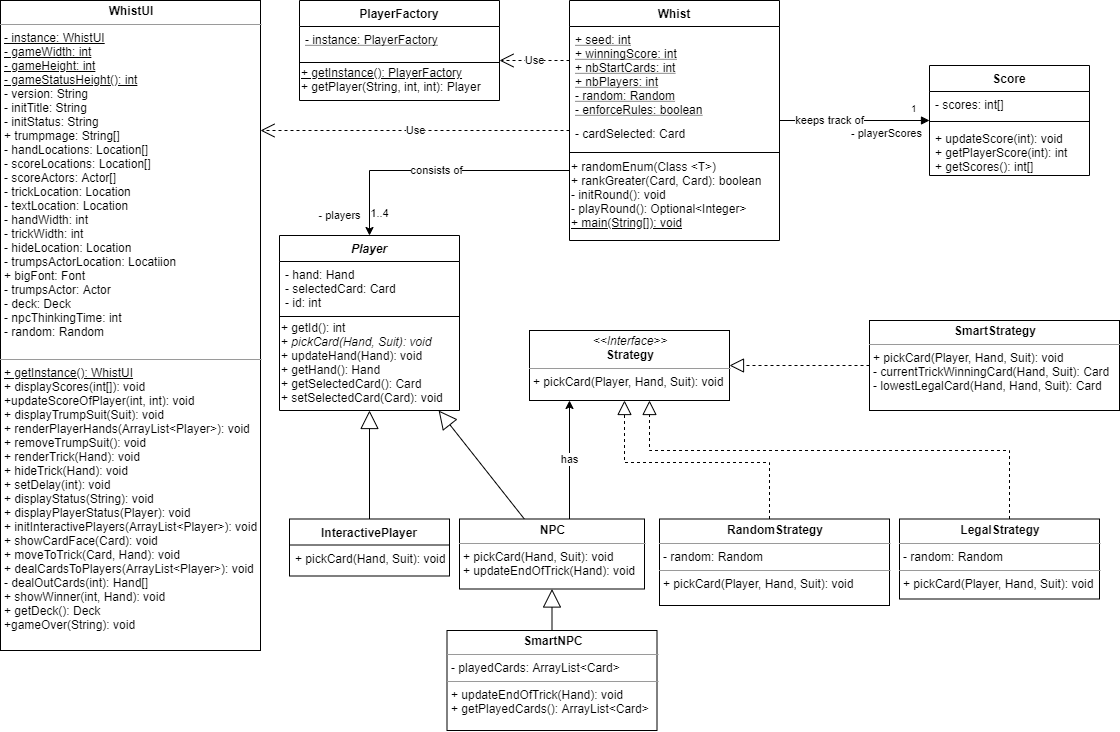 WhistUI
- instance: WhistUI
- gameWidth: int
- gameHeight: int
- gameStatusHeight(): int
- version: String
- initTitle: String
- initStatus: String
+ trumpmage: String[]
- handLocations: Location[]
- scoreLocations: Location[]
- scoreActors: Actor[]
- trickLocation: Location
- textLocation: Location
- handWidth: int
- trickWidth: int
- hideLocation: Location
- trumpsActorLocation: Locatiion
+ bigFont: Font
- trumpsActor: Actor
- deck: Deck
- npcThinkingTime: int
- random: Random
+ getInstance(): WhistUI
+ displayScores(int[]): void
+updateScoreOfPlayer(int, int): void
+ displayTrumpSuit(Suit): void
+ renderPlayerHands(ArrayList<Player>): void
+ removeTrumpSuit(): void
+ renderTrick(Hand): void
+ hideTrick(Hand): void
+ setDelay(int): void
+ displayStatus(String): void
+ displayPlayerStatus(Player): void
+ initInteractivePlayers(ArrayList<Player>): void
+ showCardFace(Card): void
+ moveToTrick(Card, Hand): void
+ dealCardsToPlayers(ArrayList<Player>): void
- dealOutCards(int): Hand[]
+ showWinner(int, Hand): void
+ getDeck(): Deck
+gameOver(String): void
PlayerFactory
- instance: PlayerFactory
+ getInstance(): PlayerFactory
+ getPlayer(String, int, int): Player
Use
Use
Whist
+ seed: int
+ winningScore: int
+ nbStartCards: int
+ nbPlayers: int
- random: Random
- enforceRules: boolean
- cardSelected: Card
+ randomEnum(Class <T>)
+ rankGreater(Card, Card): boolean
- initRound(): void
- playRound(): Optional<Integer>
+ main(String[]): void
keeps track of
1
- playerScores
Score
- scores: int[]
+ updateScore(int): void
+ getPlayerScore(int): int
+ getScores(): int[]
consists of
- players
1..4
Player
- hand: Hand
- selectedCard: Card
- id: int
+ getId(): int
+ pickCard(Hand, Suit): void
+ updateHand(Hand): void
+ getHand(): Hand
+ getSelectedCard(): Card
+ setSelectedCard(Card): void
<<Interface>>
Strategy
+ pickCard(Player, Hand, Suit): void
SmartStrategy
+ pickCard(Player, Hand, Suit): void
- currentTrickWinningCard(Hand, Suit): Card
- lowestLegalCard(Hand, Hand, Suit): Card
has
InteractivePlayer
+ pickCard(Hand, Suit): void
NPC
+ pickCard(Hand, Suit): void
+ updateEndOfTrick(Hand): void
RandomStrategy
- random: Random
+ pickCard(Player, Hand, Suit): void
LegalStrategy
- random: Random
+ pickCard(Player, Hand, Suit): void
SmartNPC
- playedCards: ArrayList<Card>
+ updateEndOfTrick(Hand): void
+ getPlayedCards(): ArrayList<Card>